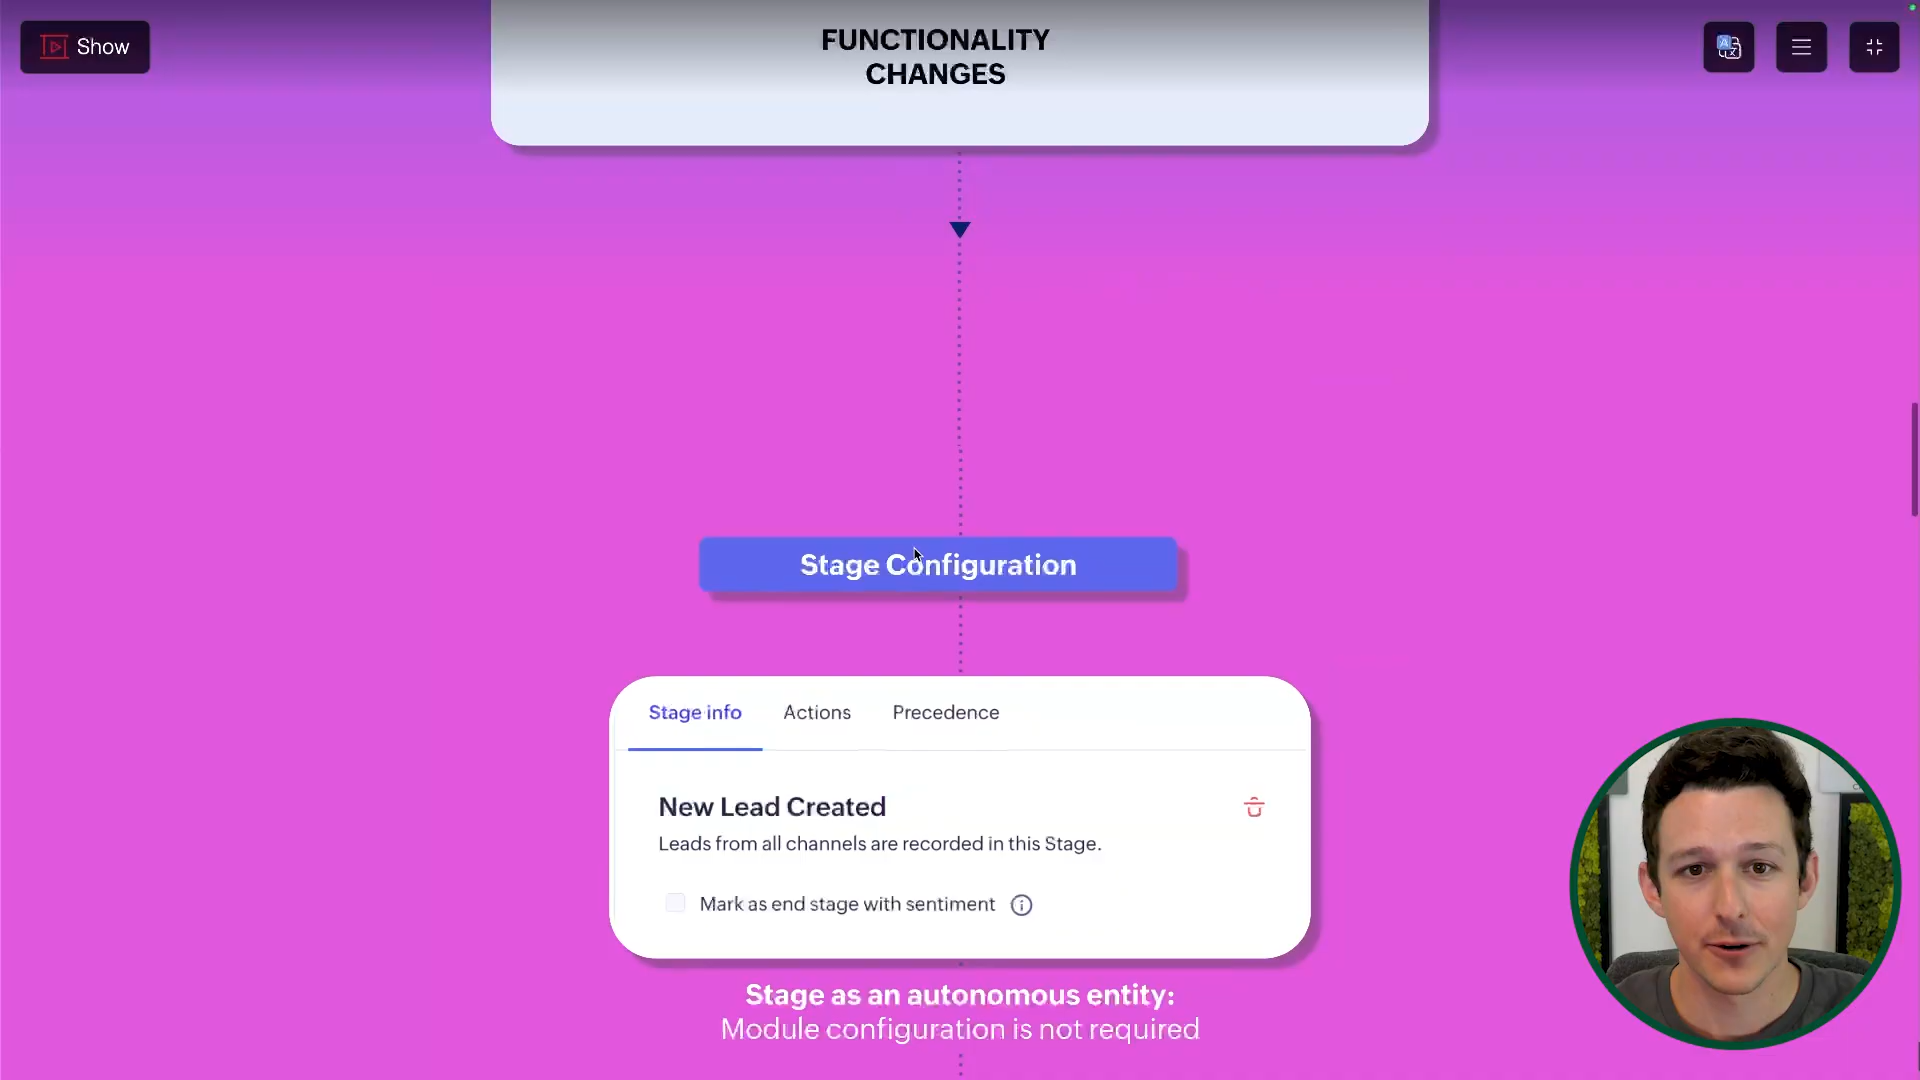 Show
FUNCTIONALITY
CHANGES
Stage Configuration
Stage info
Actions
Precedence
New Lead Created
Leads from all channels are recorded in this Stage.
Mark as end stage with sentiment
Stage as an autonomous entity:
Module configuration is not required